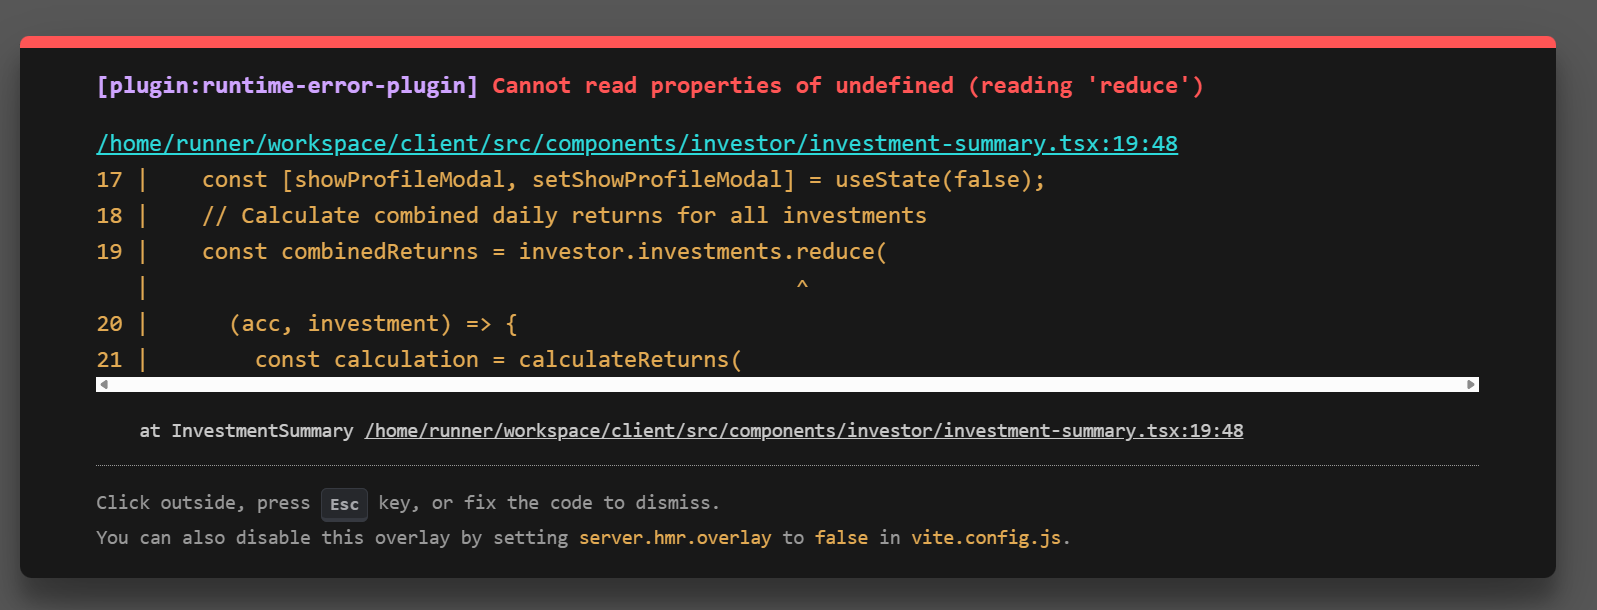 [plugin:runtime-error-plugin] Cannot read properties of undefined (reading 'reduce')
/home/runner/workspace/client/src/components/investor/investment-summary.tsx:19:48
17 |    const [showProfileModal, setShowProfileModal] = useState(false);
18 |    // Calculate combined daily returns for all investments
19 |    const combinedReturns = investor.investments.reduce(
   |                                                 ^
20 |      (acc, investment) => {
21 |        const calculation = calculateReturns(
at InvestmentSummary /home/runner/workspace/client/src/components/investor/investment-summary.tsx:19:48
Click outside, press Esc key, or fix the code to dismiss.
You can also disable this overlay by setting server.hmr.overlay to false in vite.config.js.